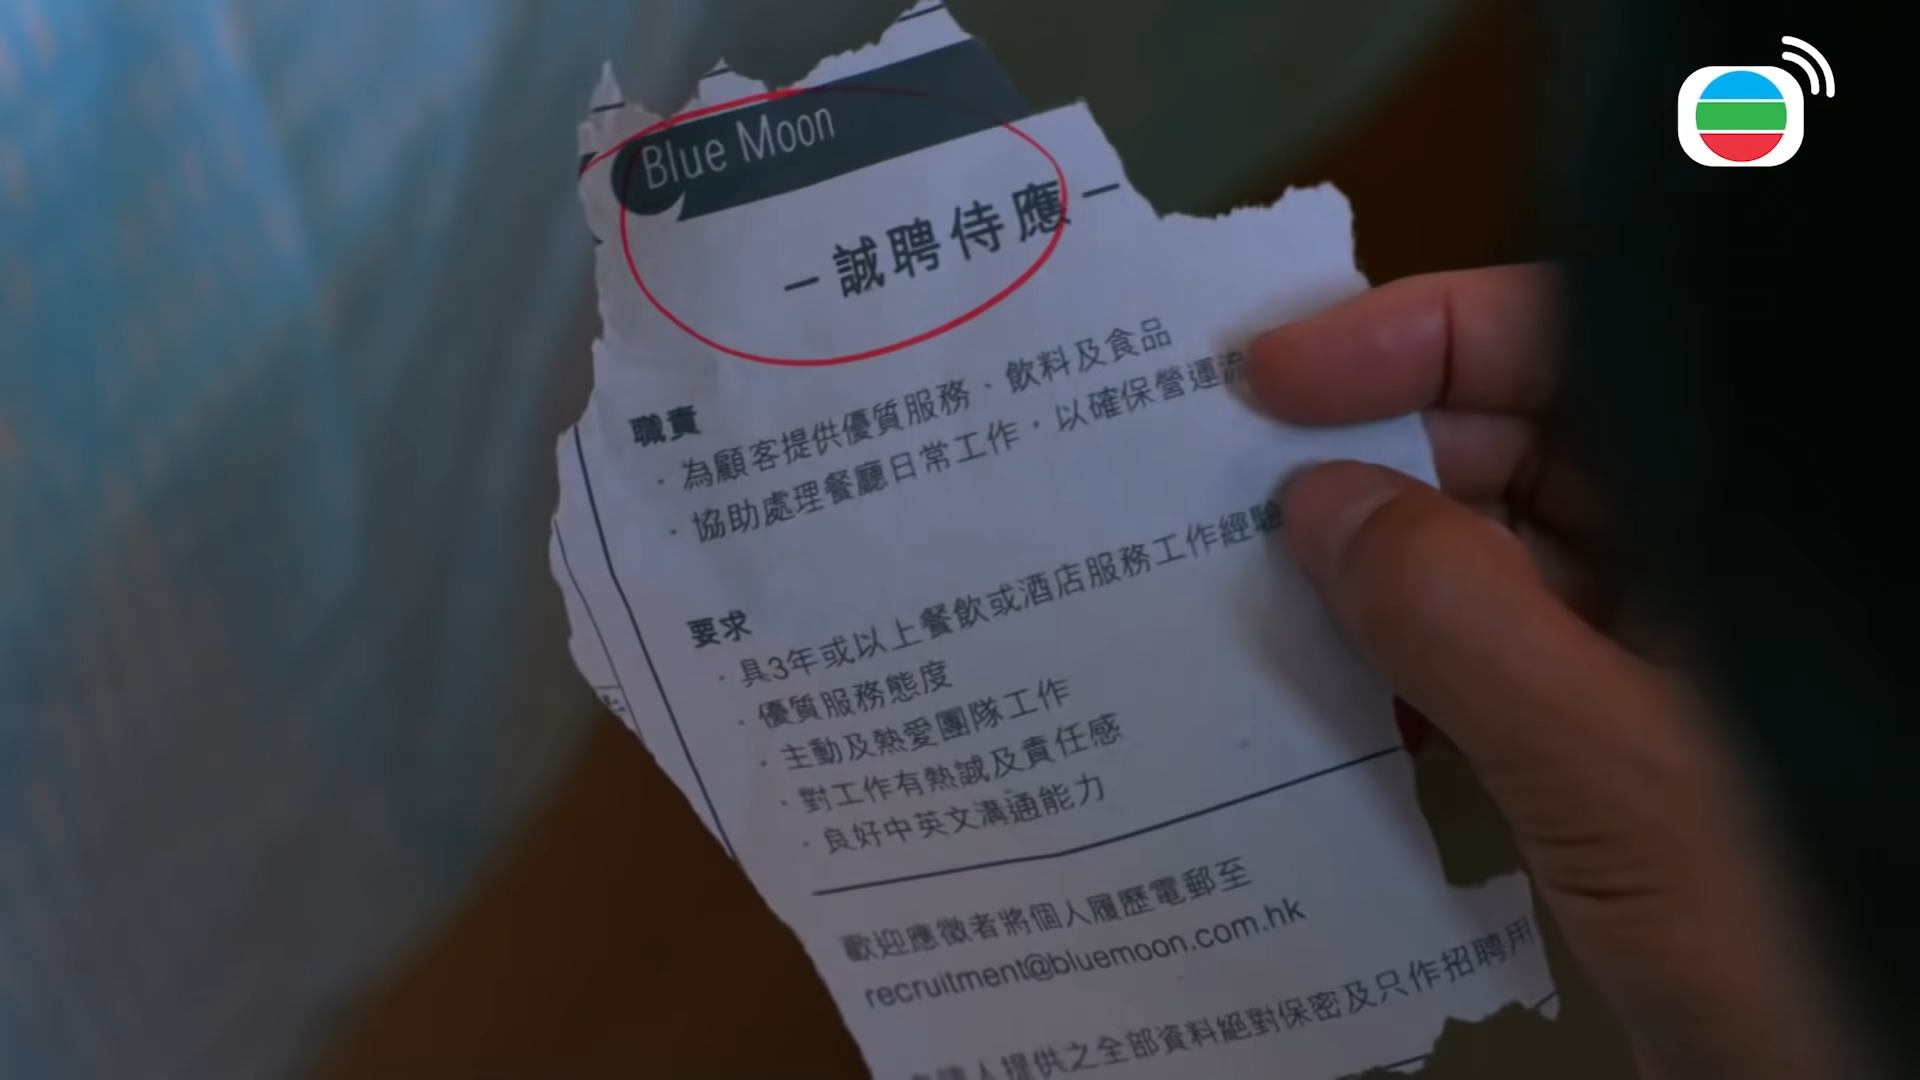 Blue Moon
－誠聘侍應－
職責
·為顧客提供優質服務、飲料及食品
·協助處理餐廳日常工作，以確保營運流
要求
·具3年或以上餐飲或酒店服務工作經驗
·優質服務態度
·主動及熱愛團隊工作
·對工作有熱誠及責任感
·良好中英文溝通能力
歡迎應徵者將個人履歷電郵至
recruitment@bluemoon.com.hk
人提供之全部資料絕對保密及只作招聘用